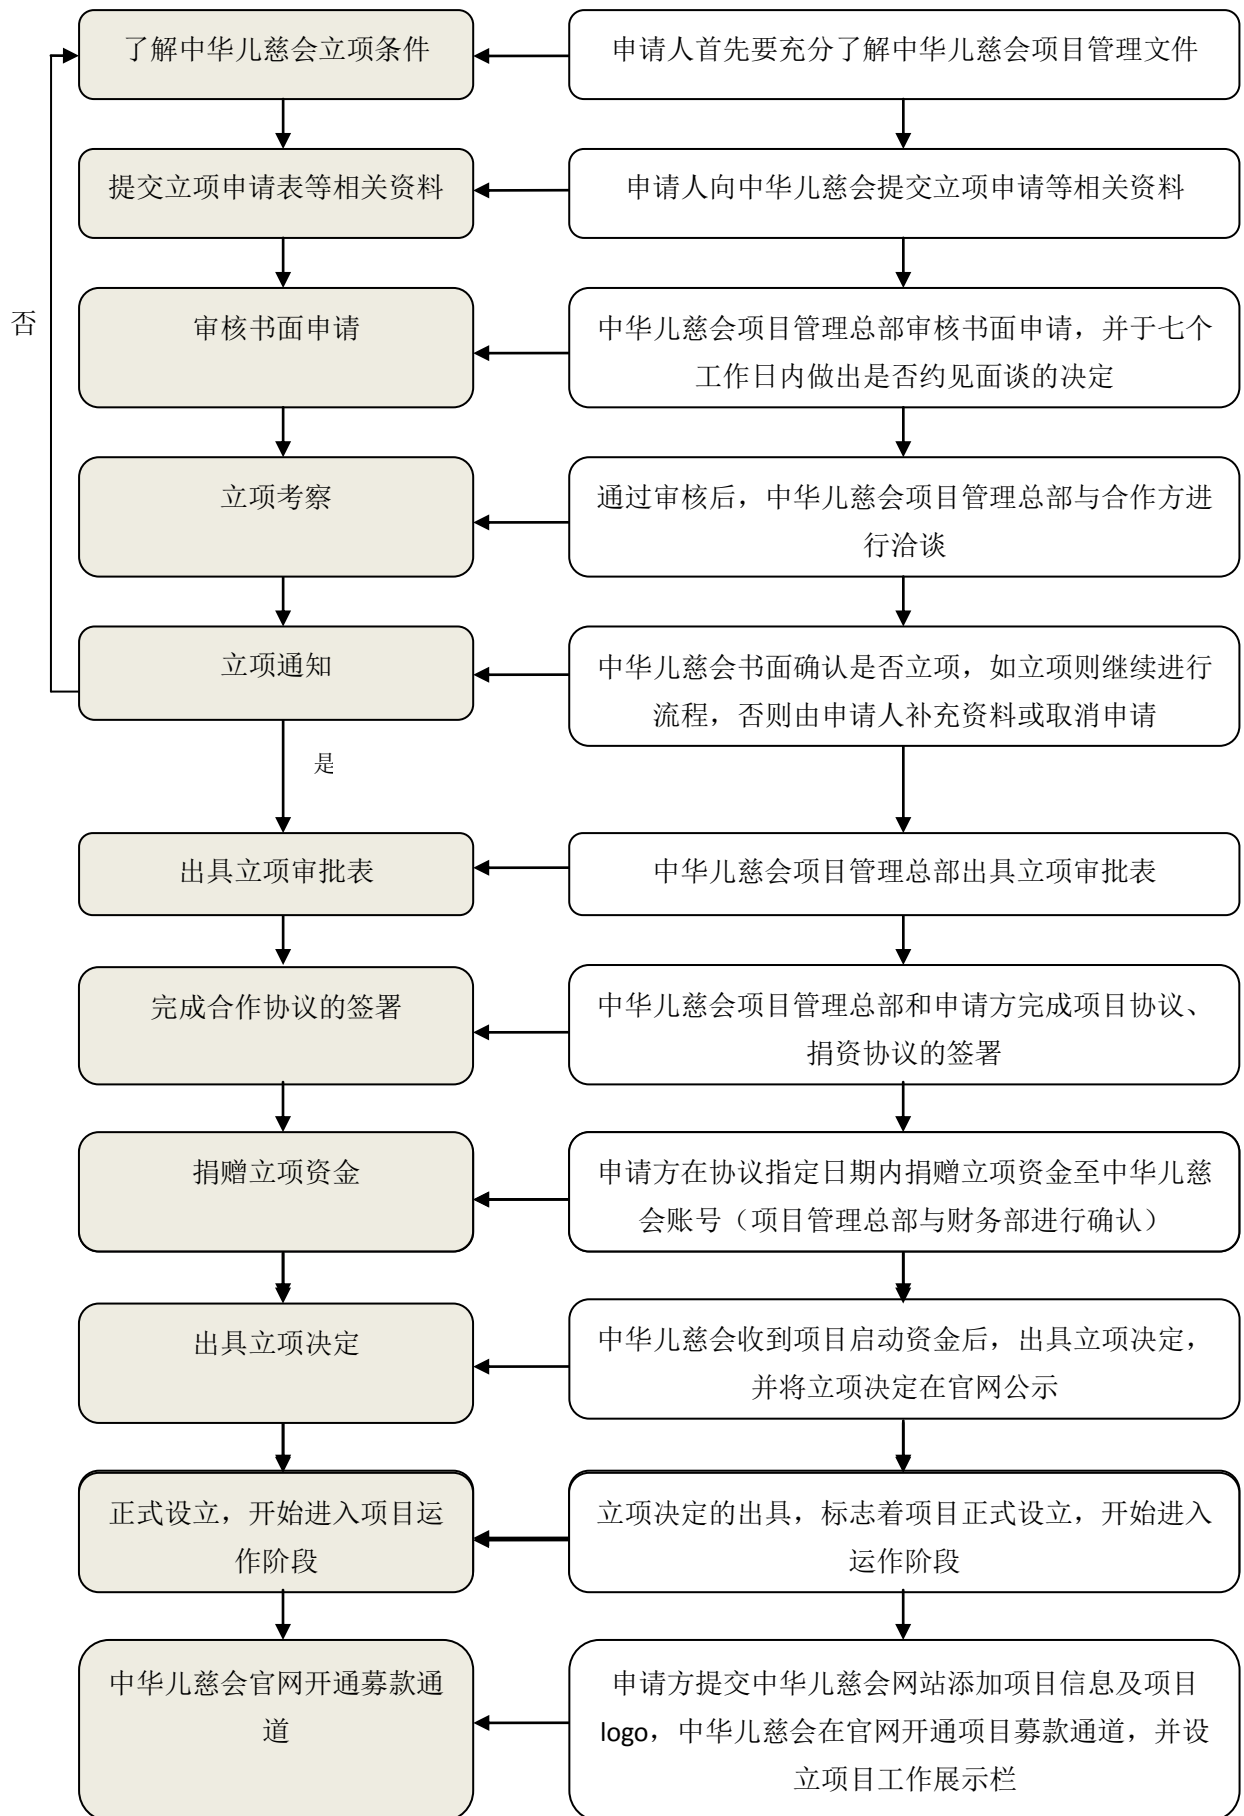 了解中华儿慈会立项条件
申请人首先要充分了解中华儿慈会项目管理文件
提交立项申请表等相关资料
申请人向中华儿慈会提交立项申请等相关资料
否
审核书面申请
中华儿慈会项目管理总部审核书面申请，并于七个
工作日内做出是否约见面谈的决定
立项考察
通过审核后，中华儿慈会项目管理总部与合作方进
行洽谈
立项通知
中华儿慈会书面确认是否立项，如立项则继续进行
流程，否则由申请人补充资料或取消申请
是
出具立项审批表
中华儿慈会项目管理总部出具立项审批表
完成合作协议的签署
中华儿慈会项目管理总部和申请方完成项目协议、
捐资协议的签署
捐赠立项资金
申请方在协议指定日期内捐赠立项资金至中华儿慈
会账号（项目管理总部与财务部进行确认）
出具立项决定
中华儿慈会收到项目启动资金后，出具立项决定，
并将立项决定在官网公示
正式设立，开始进入项目运
作阶段
立项决定的出具，标志着项目正式设立，开始进入
运作阶段
中华儿慈会官网开通募款通
道
申请方提交中华儿慈会网站添加项目信息及项目
logo，中华儿慈会在官网开通项目募款通道，并设
立项目工作展示栏